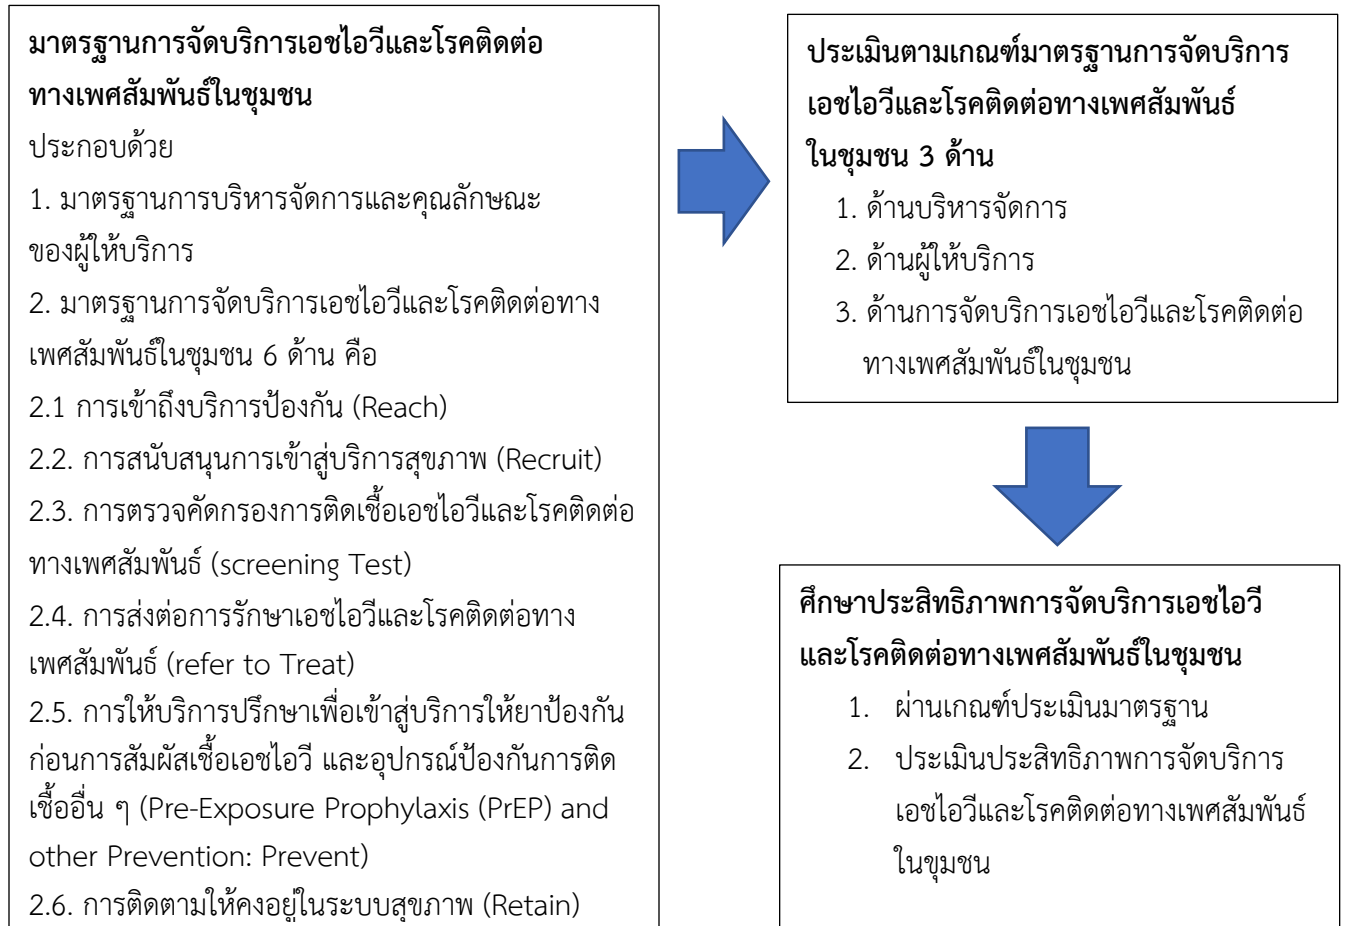 มาตรฐานการจัดบริการเอชไอวีและโรคติดต่อ
ทางเพศสัมพันธ์ในชุมชน
ประกอบด้วย
1. มาตรฐานการบริหารจัดการและคุณลักษณะ
ของผู้ให้บริการ
2. มาตรฐานการจัดบริการเอชไอวีและโรคติดต่อทาง
เพศสัมพันธ์ในชุมชน 6 ด้าน คือ
2.1 การเข้าถึงบริการป้องกัน (Reach)
2.2. การสนับสนุนการเข้าสู่บริการสุขภาพ (Recruit)
2.3. การตรวจคัดกรองการติดเชื้อเอชไอวีและโรคติดต่อ
ทางเพศสัมพันธ์ (screening Test)
2.4. การส่งต่อการรักษาเอชไอวีและโรคติดต่อทาง
เพศสัมพันธ์ (refer to Treat)
2.5. การให้บริการปรึกษาเพื่อเข้าสู่บริการให้ยาป้องกัน
ก่อนการสัมผัสเชื้อเอชไอวี และอุปกรณ์ป้องกันการติด
เชื้ออื่น ๆ (Pre-Exposure Prophylaxis (PrEP) and
other Prevention: Prevent)
2.6. การติดตามให้คงอยู่ในระบบสุขภาพ (Retain)
ประเมินตามเกณฑ์มาตรฐานการจัดบริการ
เอชไอวีและโรคติดต่อทางเพศสัมพันธ์
ในชุมชน 3 ด้าน
1. ด้านบริหารจัดการ
2. ด้านผู้ให้บริการ
3. ด้านการจัดบริการเอชไอวีและโรคติดต่อ
ทางเพศสัมพันธ์ในชุมชน
ศึกษาประสิทธิภาพการจัดบริการเอชไอวี
และโรคติดต่อทางเพศสัมพันธ์ในชุมชน
1. ผ่านเกณฑ์ประเมินมาตรฐาน
2. ประเมินประสิทธิภาพการจัดบริการ
เอชไอวีและโรคติดต่อทางเพศสัมพันธ์
ในขุมชน